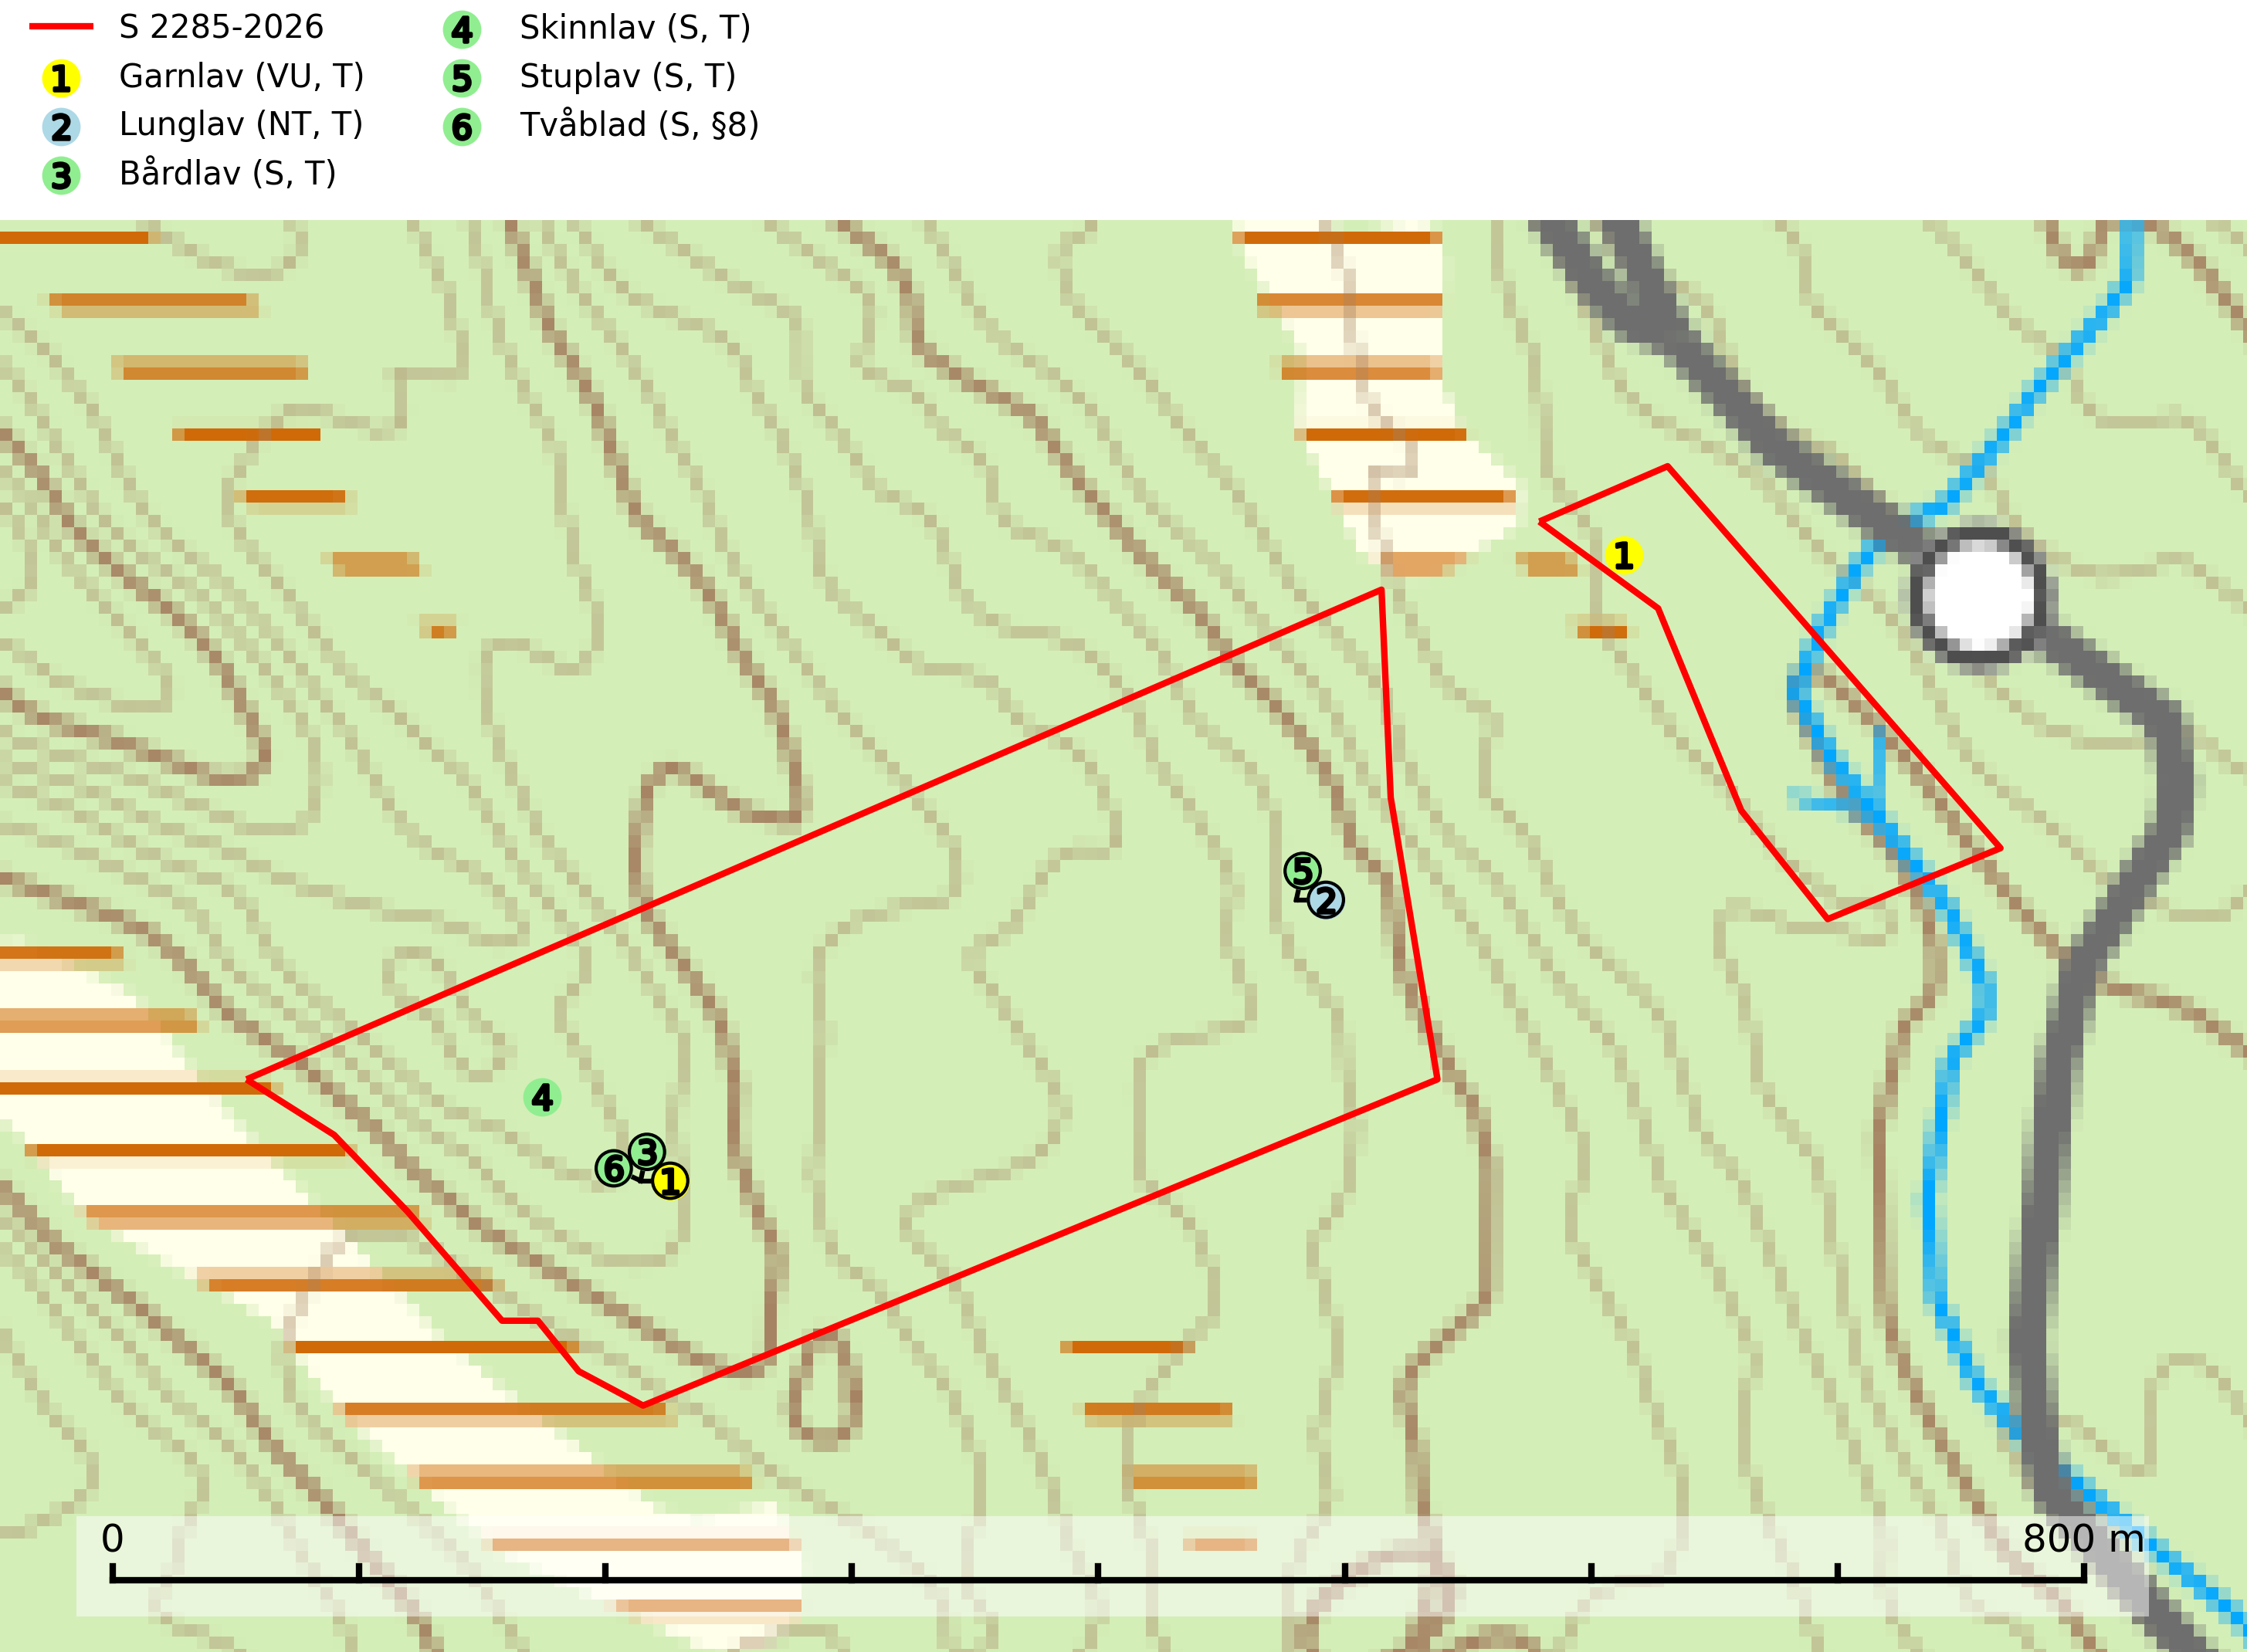 S 2285-2026
1 Garnlav (VU, T)
2 Lunglav (NT, T)
3 Bårdlav (S, T)
4 Skinnlav (S, T)
5 Stuplav (S, T)
6 Tvåblad (S, §8)
1
5
2
4
3
6
1
0
800 m